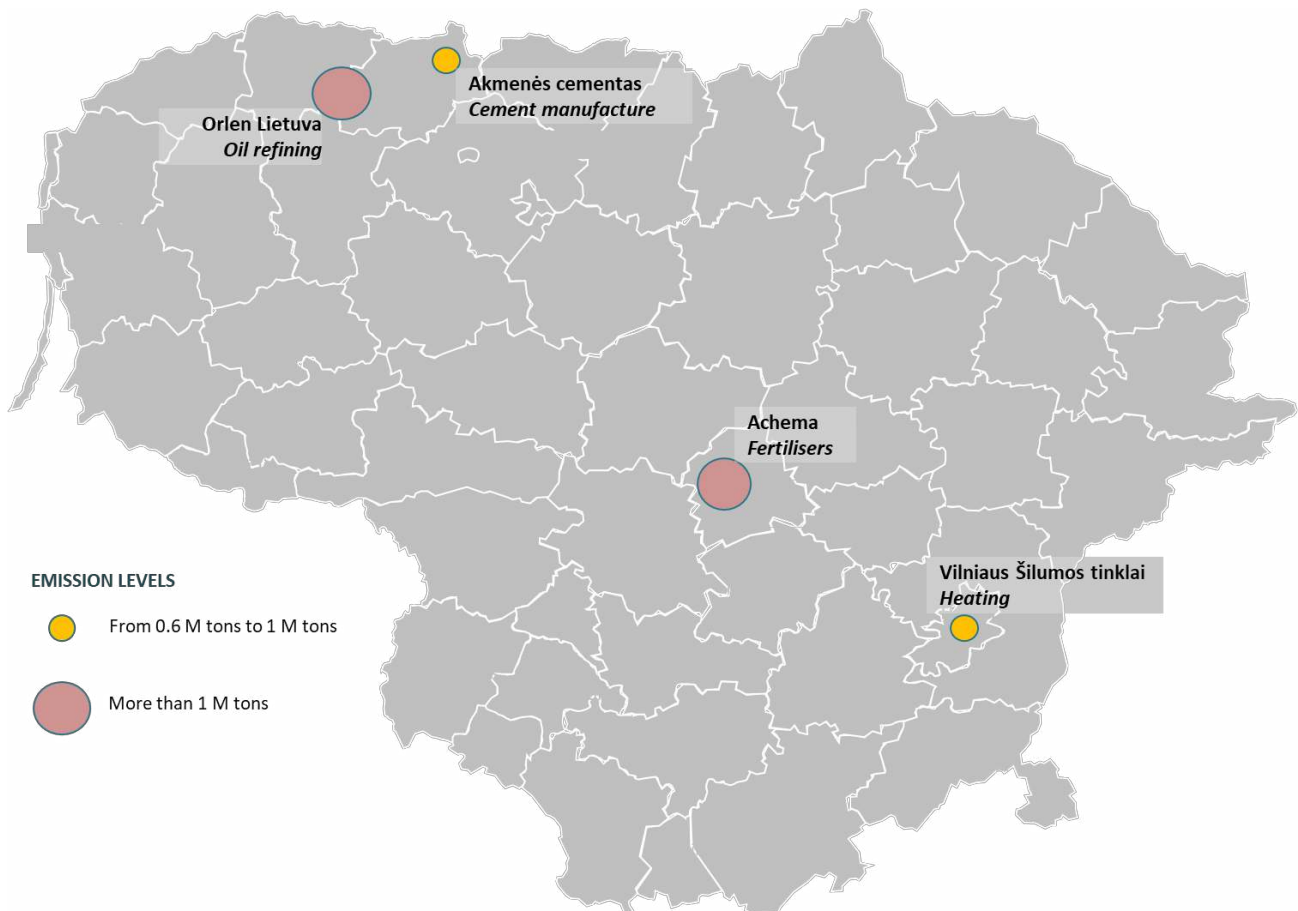 Akmenės cementas
Cement manufacture
Orlen Lietuva
Oil refining
Achema
Fertilisers
Vilniaus Šilumos tinklai
Heating
EMISSION LEVELS
From 0.6 M tons to 1 M tons
More than 1 M tons